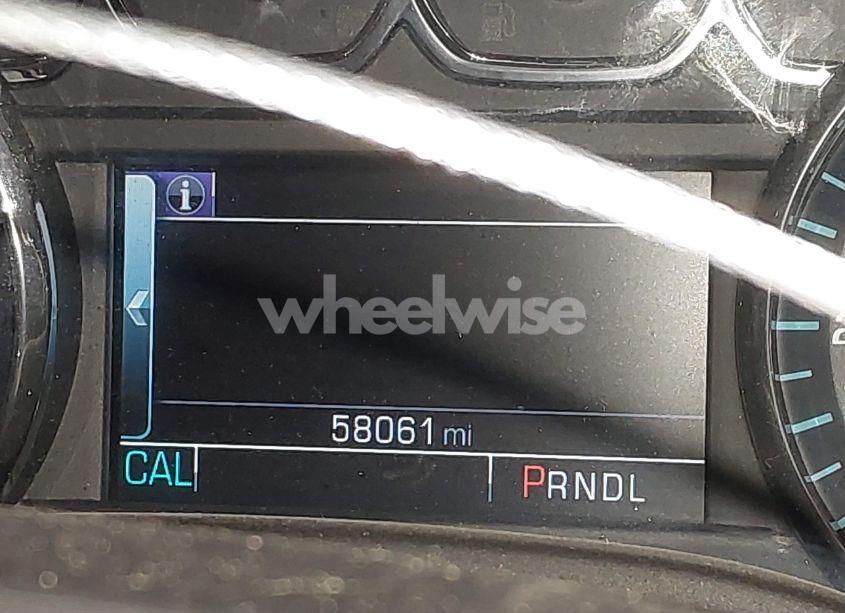 i
wheelwise
58061 mi
CAL
PRNDL